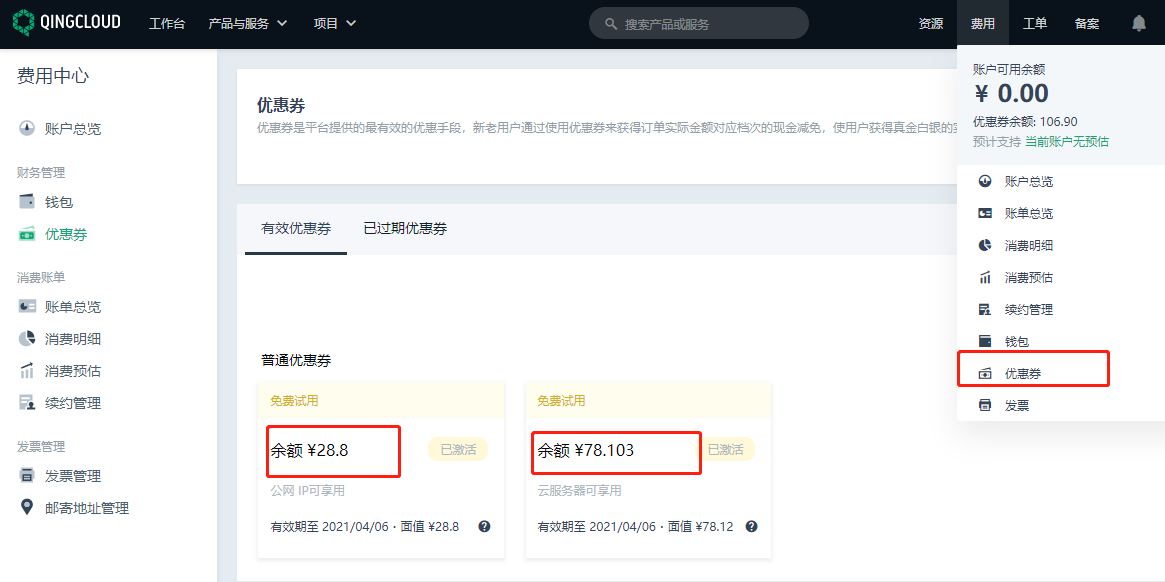 QINGCLOUD 工作台 产品与服务 项目 搜索产品或服务 资源 费用 工单 备案
费用中心
账户总览
财务管理
钱包
优惠券
消费账单
账单总览
消费明细
消费预估
续约管理
发票管理
发票管理
邮寄地址管理
优惠券
优惠券是平台提供的最有效的优惠手段，新老用户通过使用优惠券来获得订单实际金额对应档次的现金减免，使用户获得真金白银的
有效优惠券 已过期优惠券
普通优惠券
免费试用
余额 ¥28.8 已激活
公网 IP可享用
有效期至 2021/04/06 · 面值 ¥28.8
免费试用
余额 ¥78.103 已激活
云服务器可享用
有效期至 2021/04/06 · 面值 ¥78.12
账户可用余额
¥ 0.00
优惠券余额: 106.90
预计支持 当前账户无预估
账户总览
账单总览
消费明细
消费预估
续约管理
钱包
优惠券
发票